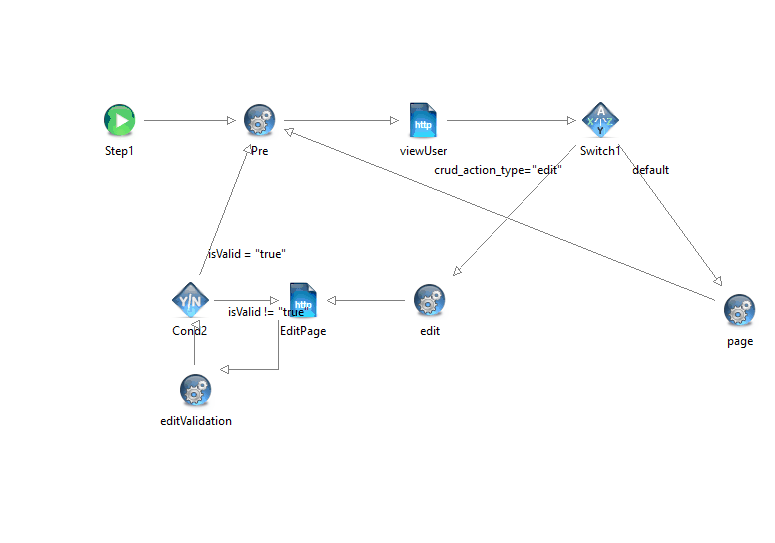 http
A
X Z
Y
Step1
Pre
viewUser
Switch1
crud_action_type="edit"
default
isValid = "true"
Y N
http
isValid != "true"
Cond2
EditPage
edit
page
editValidation